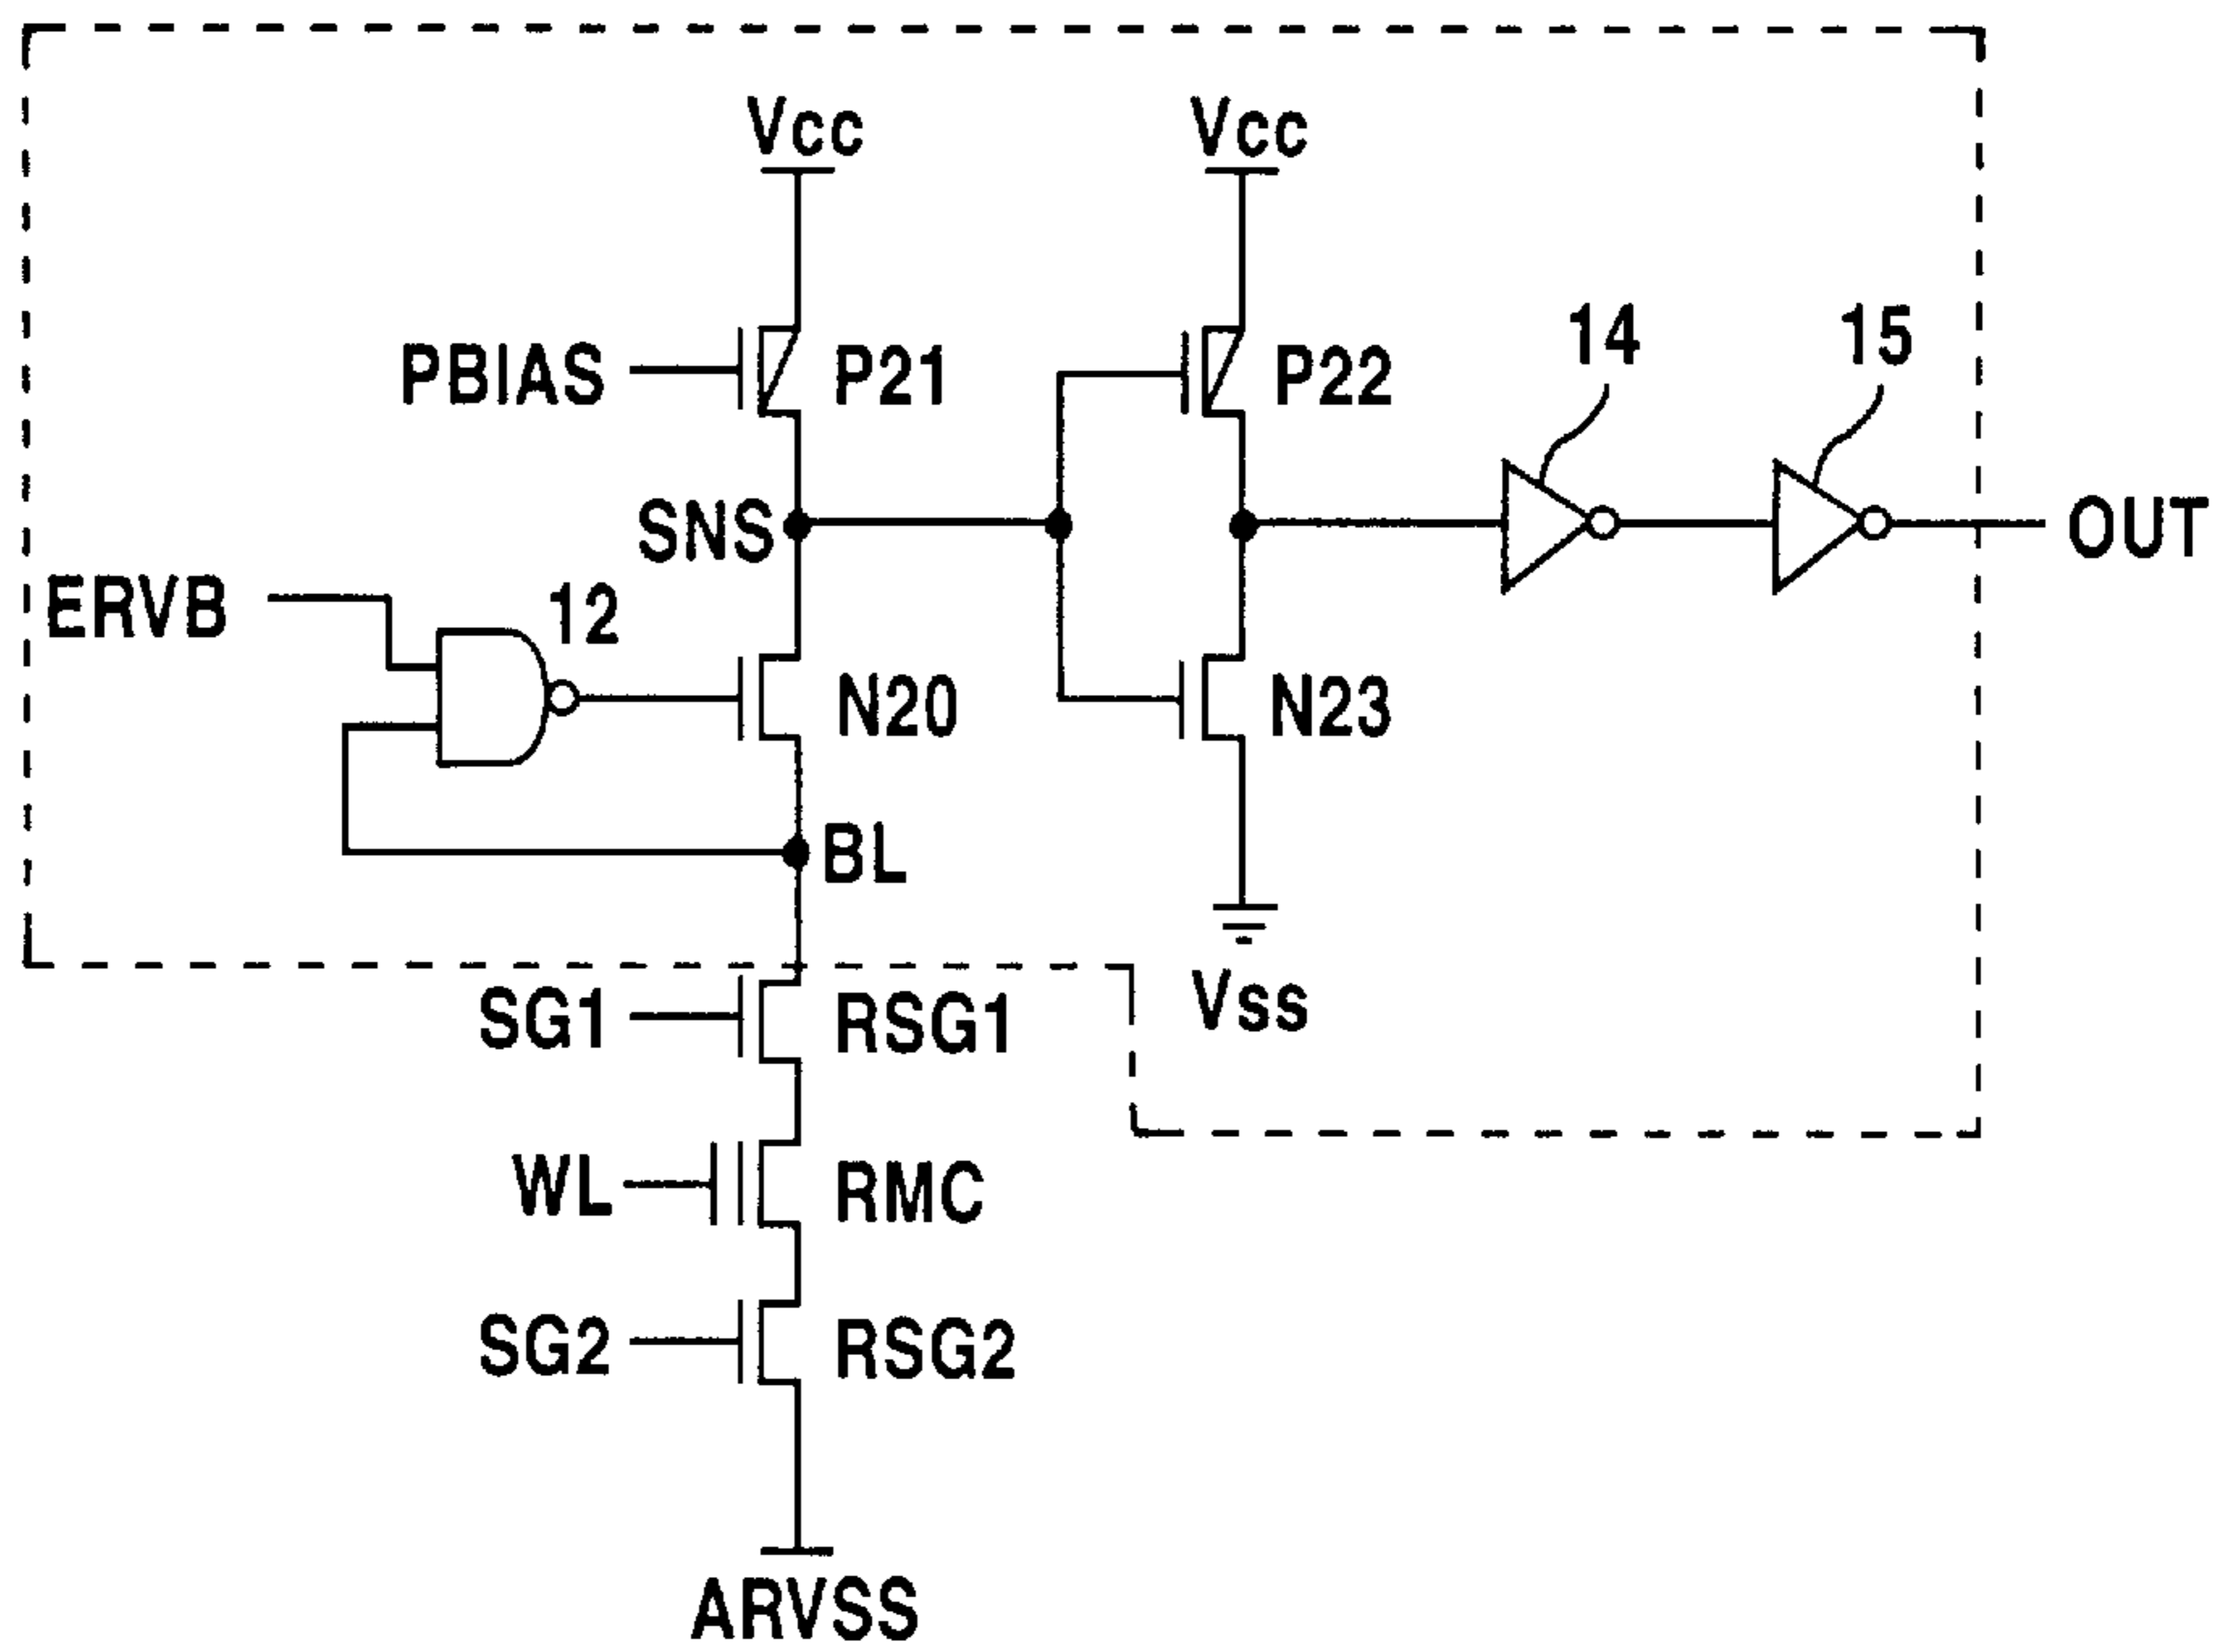 Vcc Vcc
PBIAS P21 P22 14 15
SNS OUT
ERVB 12
N20 N23
BL
SG1 RSG1 Vss
WL RMC
SG2 RSG2
ARVSS